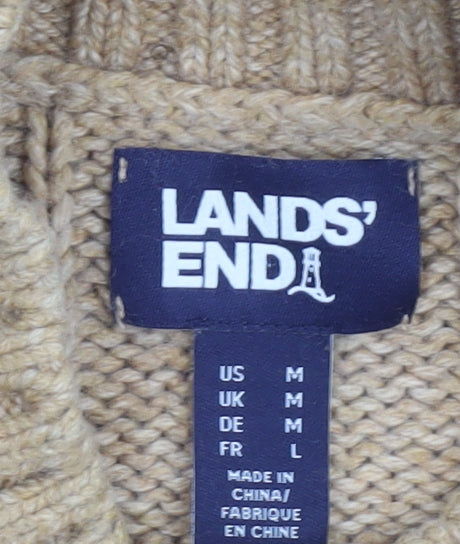 LANDS'
END
US M
UK M
DE M
FR L
MADE IN
CHINA/
FABRIQUE
EN CHINE